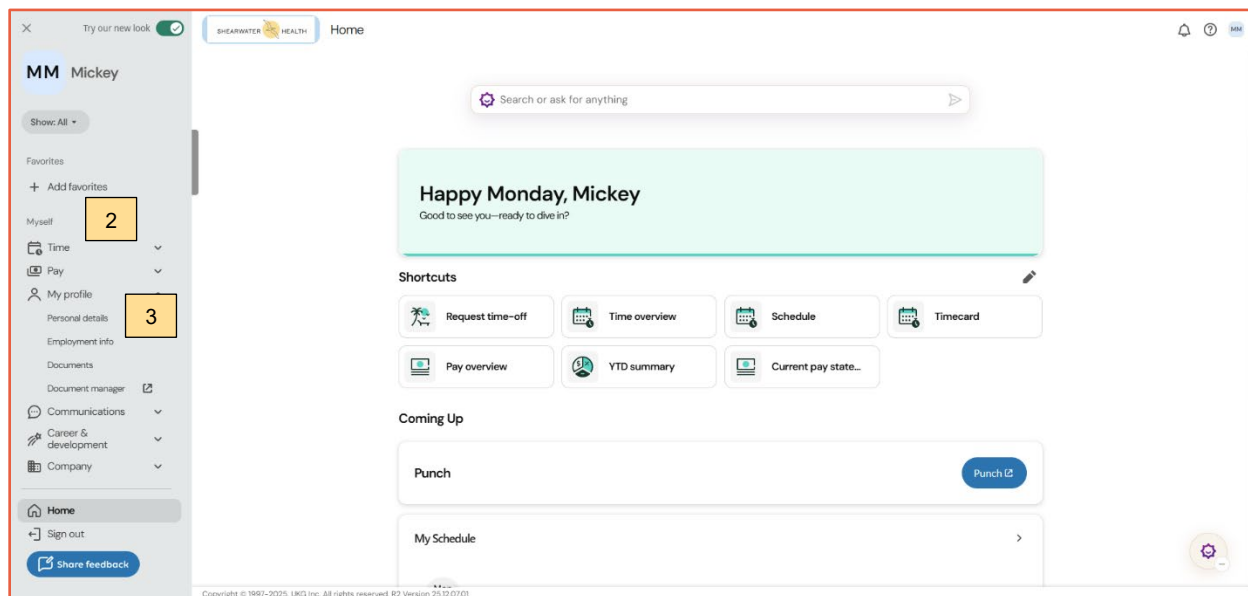 Try our new look
MM Mickey
Show: All
Favorites
+ Add favorites
Myself
2
Time
Pay
My profile
Personal details
3
Employment info
Documents
Document manager
Communications
Career &
development
Company
Home
Sign out
Share feedback
SHEARWATER HEALTH
Home
MM
Search or ask for anything
Happy Monday, Mickey
Good to see you—ready to dive in?
Shortcuts
Request time-off
Time overview
Schedule
Timecard
Pay overview
YTD summary
Current pay state...
Coming Up
Punch
Punch
My Schedule
Copyright © 1997-2025, UKG Inc. All rights reserved. R2 Version 25.12.07.01